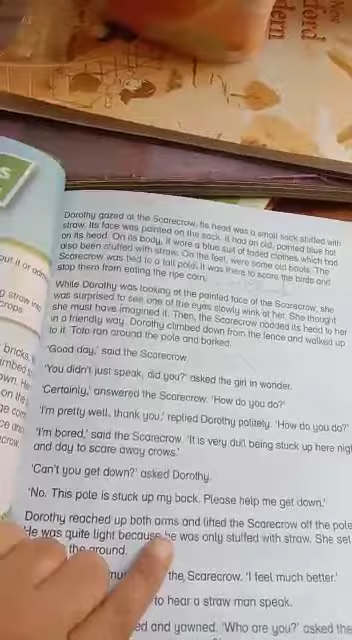 New
Oxford
Modern
Dorothy gazed at the Scarecrow. Its head was a small sack stuffed with
straw. Its face was painted on the sack. It had an old, pointed blue hat
on its head. On its body, it wore a blue suit of faded clothes which had
also been stuffed with straw. On the feet, were some old boots. The
Scarecrow was tied to a tall pole. It was there to scare the birds and
stop them from eating the ripe corn.
While Dorothy was looking at the painted face of the Scarecrow, she
was surprised to see one of the eyes slowly wink at her. She thought
she must have imagined it. Then, the Scarecrow nodded its head to her
in a friendly way. Dorothy climbed down from the fence and walked up
to it. Toto ran around the pole and barked.
'Good day,' said the Scarecrow.
'You didn't just speak, did you?' asked the girl in wonder.
'Certainly,' answered the Scarecrow. 'How do you do?'
'I'm pretty well, thank you,' replied Dorothy politely. 'How do you do?'
'I'm bored,' said the Scarecrow. 'It is very dull being stuck up here nig
and day to scare away crows.'
'Can't you get down?' asked Dorothy.
'No. This pole is stuck up my back. Please help me get down.'
Dorothy reached up both arms and lifted the Scarecrow off the pole
He was quite light because he was only stuffed with straw. She set
the ground.
the Scarecrow. 'I feel much better.'
to hear a straw man speak.
ed and yawned. 'Who are you?' asked the
s
put it or
g straw into
crops
bricks,
on the